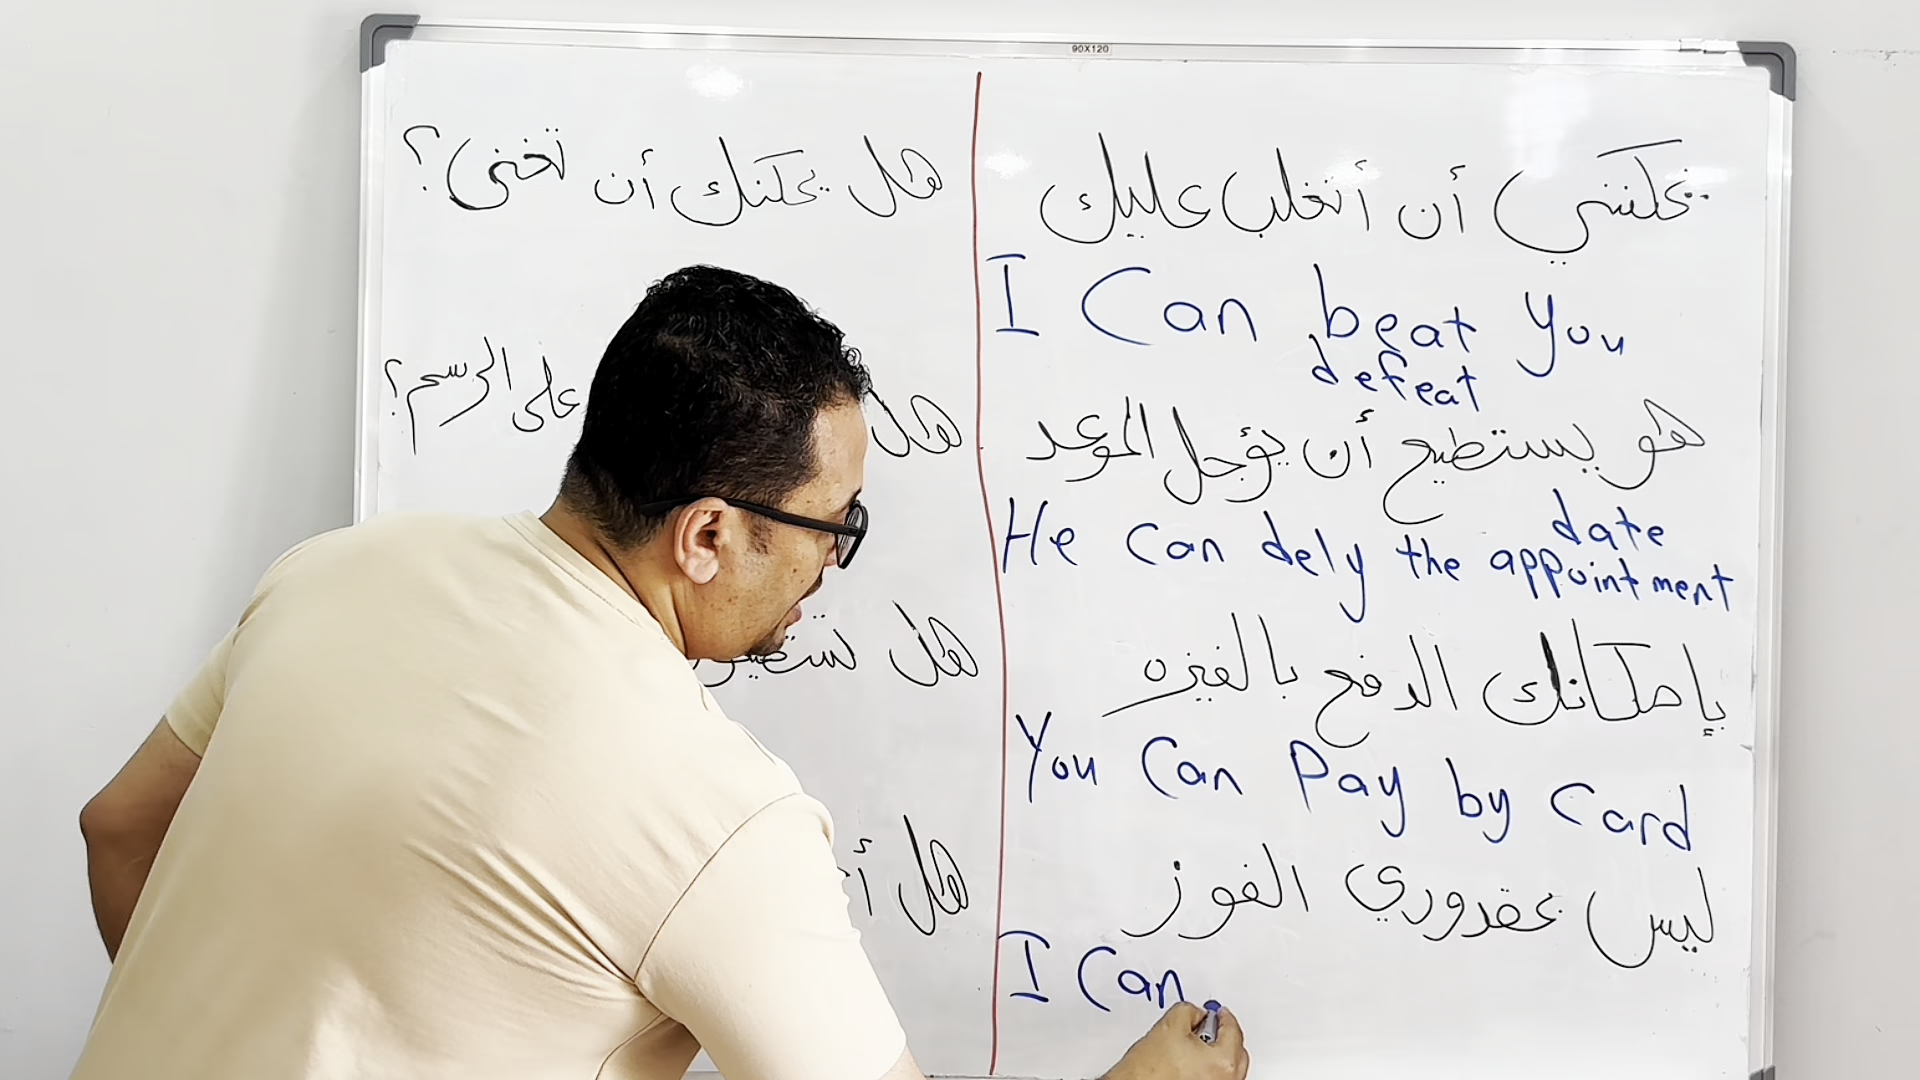 90X120
يمكنني أن أتغلب عليك
I Can beat you
defeat
هو يستطيع أن يؤجل الموعد
date
He can dely the appointment
بإمكانك الدفع بالفيزه
You Can Pay by Card
ليس بمقدوري الفوز
I Can
هل يمكنك أن تغني؟
هل على الرسم؟
هل تستطيع
هل